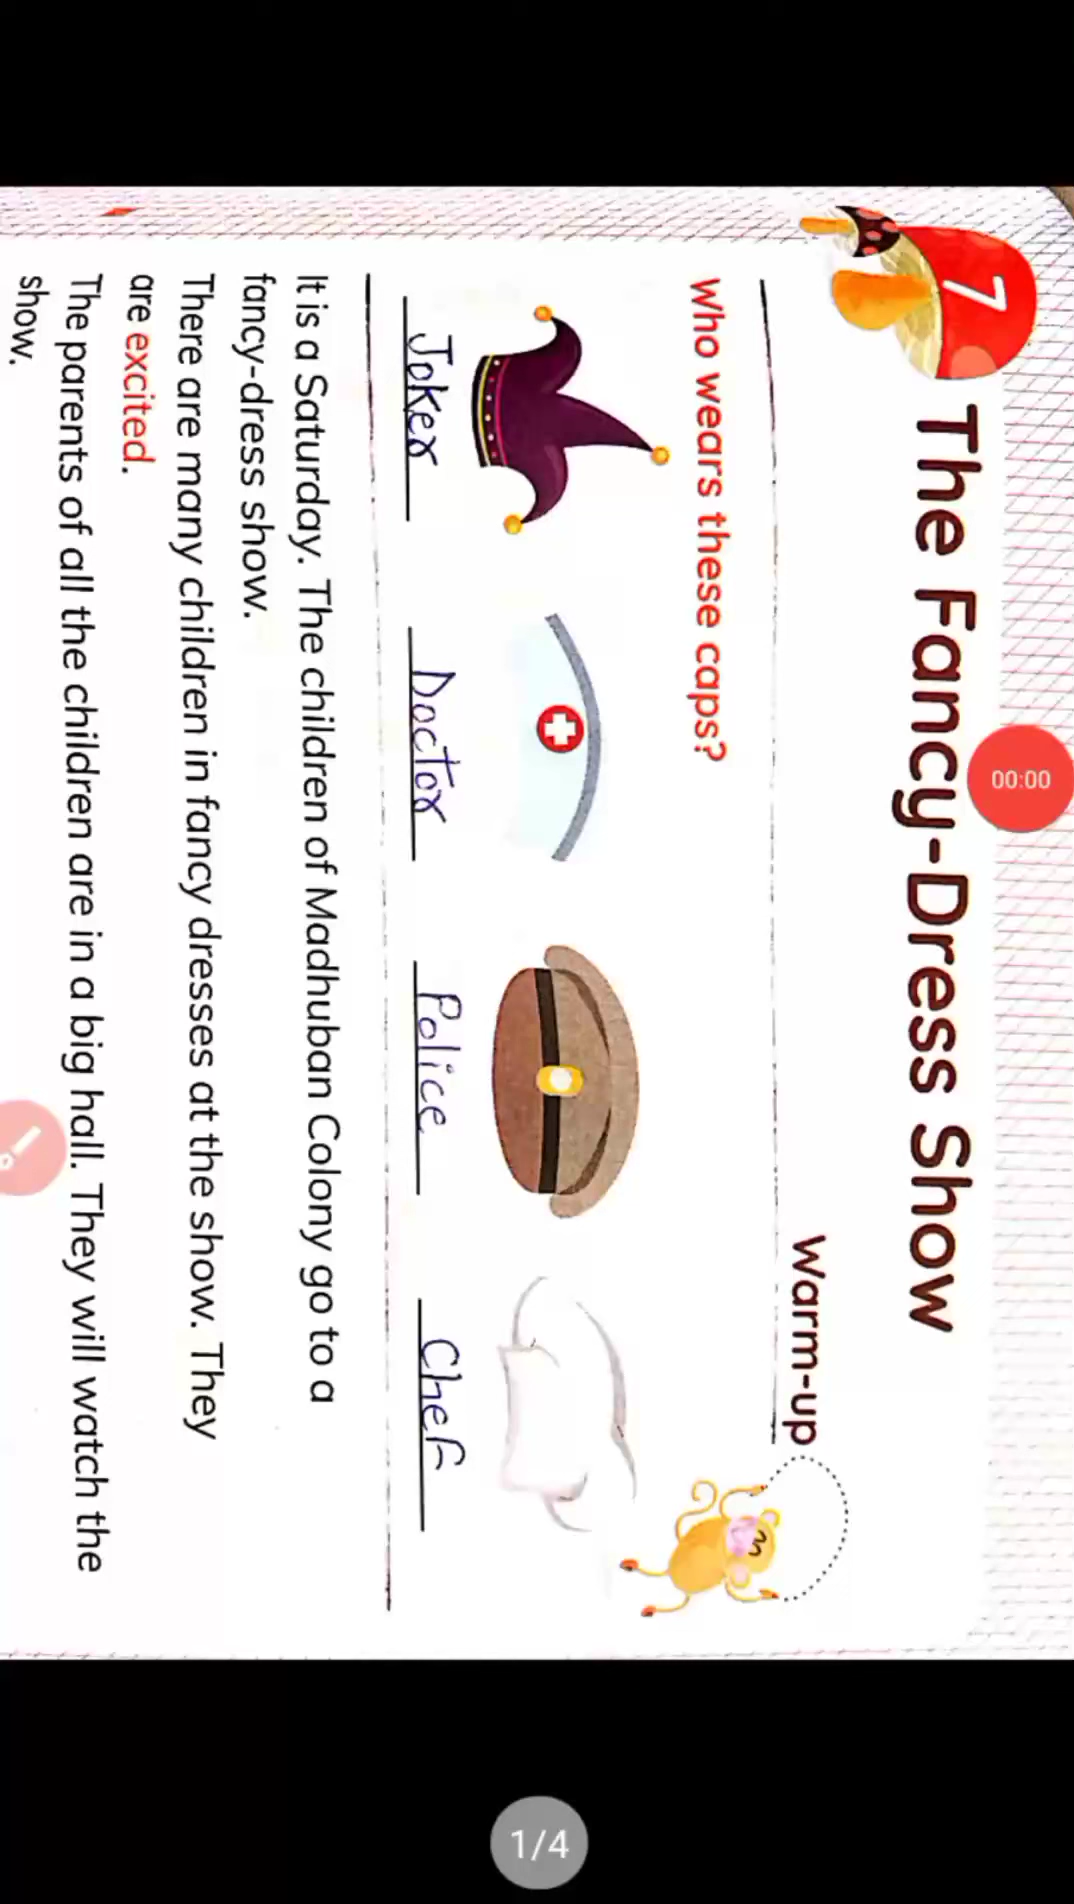 7
The Fancy-Dress Show
00:00
Warm-up
Who wears these caps?
Joker
Doctor
Police
Chef
It is a Saturday. The children of Madhuban Colony go to a
fancy-dress show.
There are many children in fancy dresses at the show. They
are excited.
The parents of all the children are in a big hall. They will watch the
show.
1/4